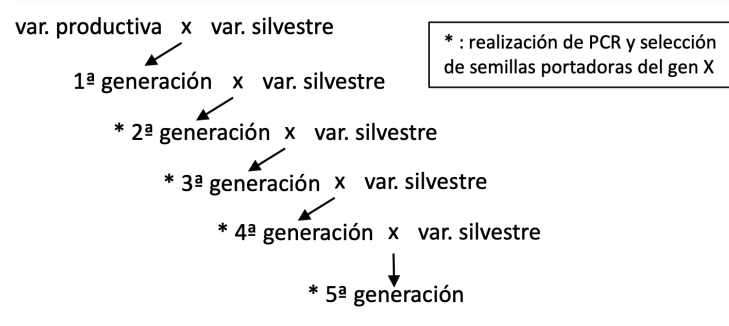 var. productiva x var. silvestre
* : realización de PCR y selección
de semillas portadoras del gen X
1ª generación x var. silvestre
* 2ª generación x var. silvestre
* 3ª generación x var. silvestre
* 4ª generación x var. silvestre
* 5ª generación